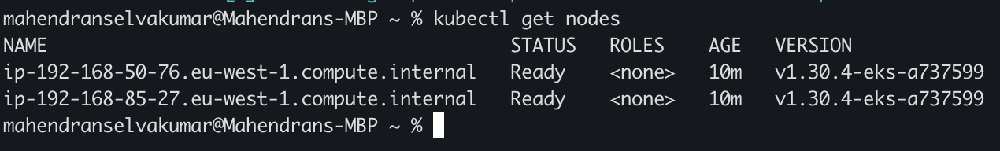 mahendranselvakumar@Mahendrans-MBP ~ % kubectl get nodes
NAME STATUS ROLES AGE VERSION
ip-192-168-50-76.eu-west-1.compute.internal Ready <none> 10m v1.30.4-eks-a737599
ip-192-168-85-27.eu-west-1.compute.internal Ready <none> 10m v1.30.4-eks-a737599
mahendranselvakumar@Mahendrans-MBP ~ %